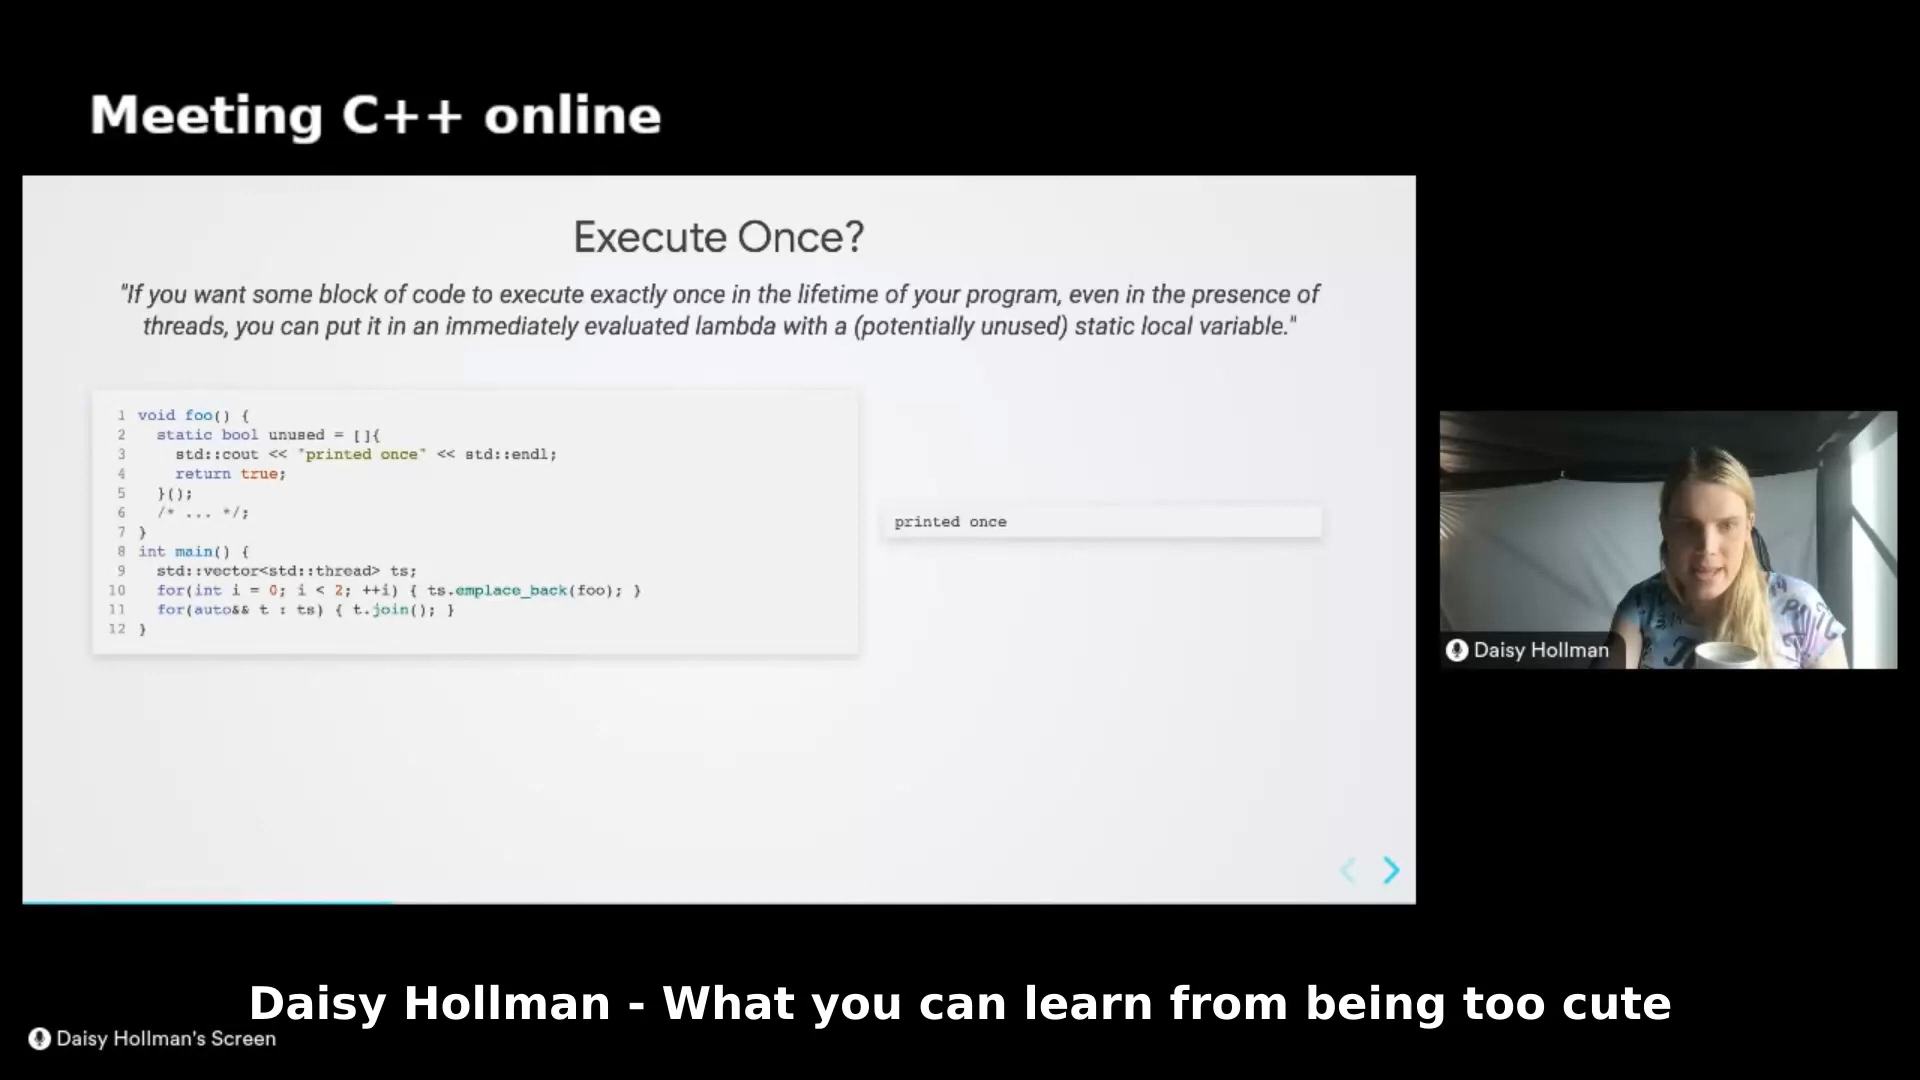 Meeting C++ online
Execute Once?
"If you want some block of code to execute exactly once in the lifetime of your program, even in the presence of
threads, you can put it in an immediately evaluated lambda with a (potentially unused) static local variable."
1 void foo() {
2   static bool unused = []{
3     std::cout << "printed once" << std::endl;
4     return true;
5   }();
6   /* ... */;
7 }
8 int main() {
9   std::vector<std::thread> ts;
10   for(int i = 0; i < 2; ++i) { ts.emplace_back(foo); }
11   for(auto&& t : ts) { t.join(); }
12 }
printed once
Daisy Hollman
Daisy Hollman - What you can learn from being too cute
Daisy Hollman's Screen